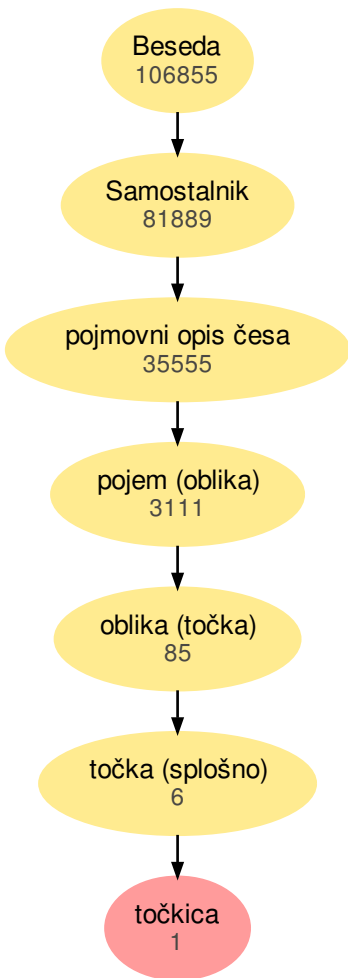 Beseda
106855
Samostalnik
81889
pojmovni opis česa
35555
pojem (oblika)
3111
oblika (točka)
85
točka (splošno)
6
točkica
1